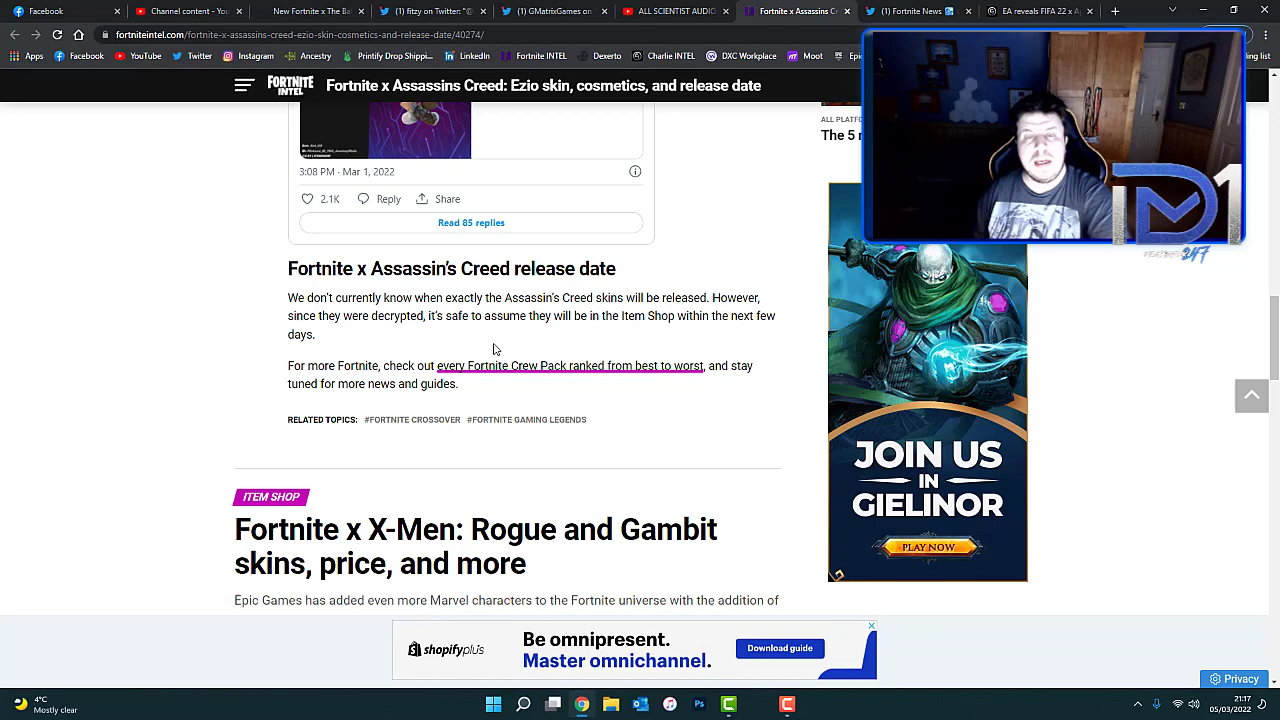 Facebook
Channel content - You
New Fortnite x The Ba
fitzy on Twitter: "@
GMatrixGames on
ALL SCIENTIST AUDIO
Fortnite x Assassins Cr
Fortnite News
EA reveals FIFA 22 x A
fortniteintel.com/fortnite-x-assassins-creed-ezio-skin-cosmetics-and-release-date/40274/
Apps
Facebook
YouTube
Twitter
Instagram
Ancestry
Printify Drop Shippi...
LinkedIn
Fortnite INTEL
Dexerto
Charlie INTEL
DXC Workplace
Moot
Epi
ing list
FORTNITE INTEL
Fortnite x Assassins Creed: Ezio skin, cosmetics, and release date
3:08 PM · Mar 1, 2022
2.1K
Reply
Share
Read 85 replies
Fortnite x Assassin's Creed release date
We don't currently know when exactly the Assassin's Creed skins will be released. However,
since they were decrypted, it's safe to assume they will be in the Item Shop within the next few
days.
For more Fortnite, check out every Fortnite Crew Pack ranked from best to worst, and stay
tuned for more news and guides.
RELATED TOPICS: #FORTNITE CROSSOVER #FORTNITE GAMING LEGENDS
ITEM SHOP
Fortnite x X-Men: Rogue and Gambit
skins, price, and more
Epic Games has added even more Marvel characters to the Fortnite universe with the addition of
ALL PLATFO
The 5 
D1
247
JOIN US
IN
GIELINOR
PLAY NOW
shopifyplus
Be omnipresent.
Master omnichannel.
Download guide
Privacy
4°C
Mostly clear
21:17
05/03/2022